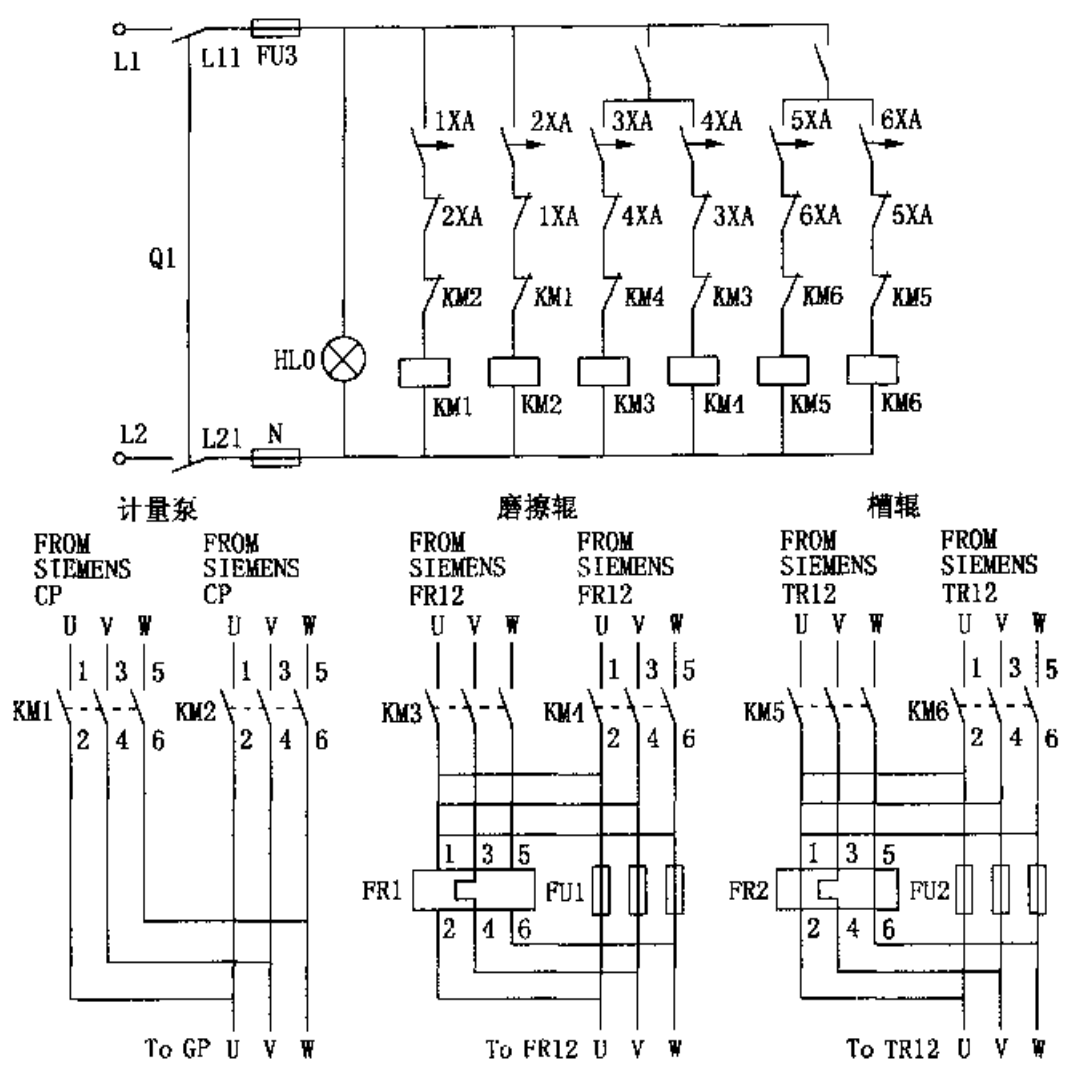 L1
L11 FU3
1XA 2XA 3XA 4XA 5XA 6XA
2XA 1XA 4XA 3XA 6XA 5XA
Q1
KM2 KM1 KM4 KM3 KM6 KM5
HL0
KM1 KM2 KM3 KM4 KM5 KM6
L2 L21 N
计量泵 磨擦辊 槽辊
FROM FROM FROM FROM FROM FROM
SIEMENS SIEMENS SIEMENS SIEMENS SIEMENS SIEMENS
CP CP FR12 FR12 TR12 TR12
U V W U V W U V W U V W U V W U V W
1 3 5 1 3 5 1 3 5 1 3 5
KM1 KM2 KM3 KM4 KM5 KM6
2 4 6 2 4 6 2 4 6 2 4 6
1 3 5 1 3 5
FR1 FU1 FR2 FU2
2 4 6 2 4 6
To GP U V W To FR12 U V W To TR12 U V W